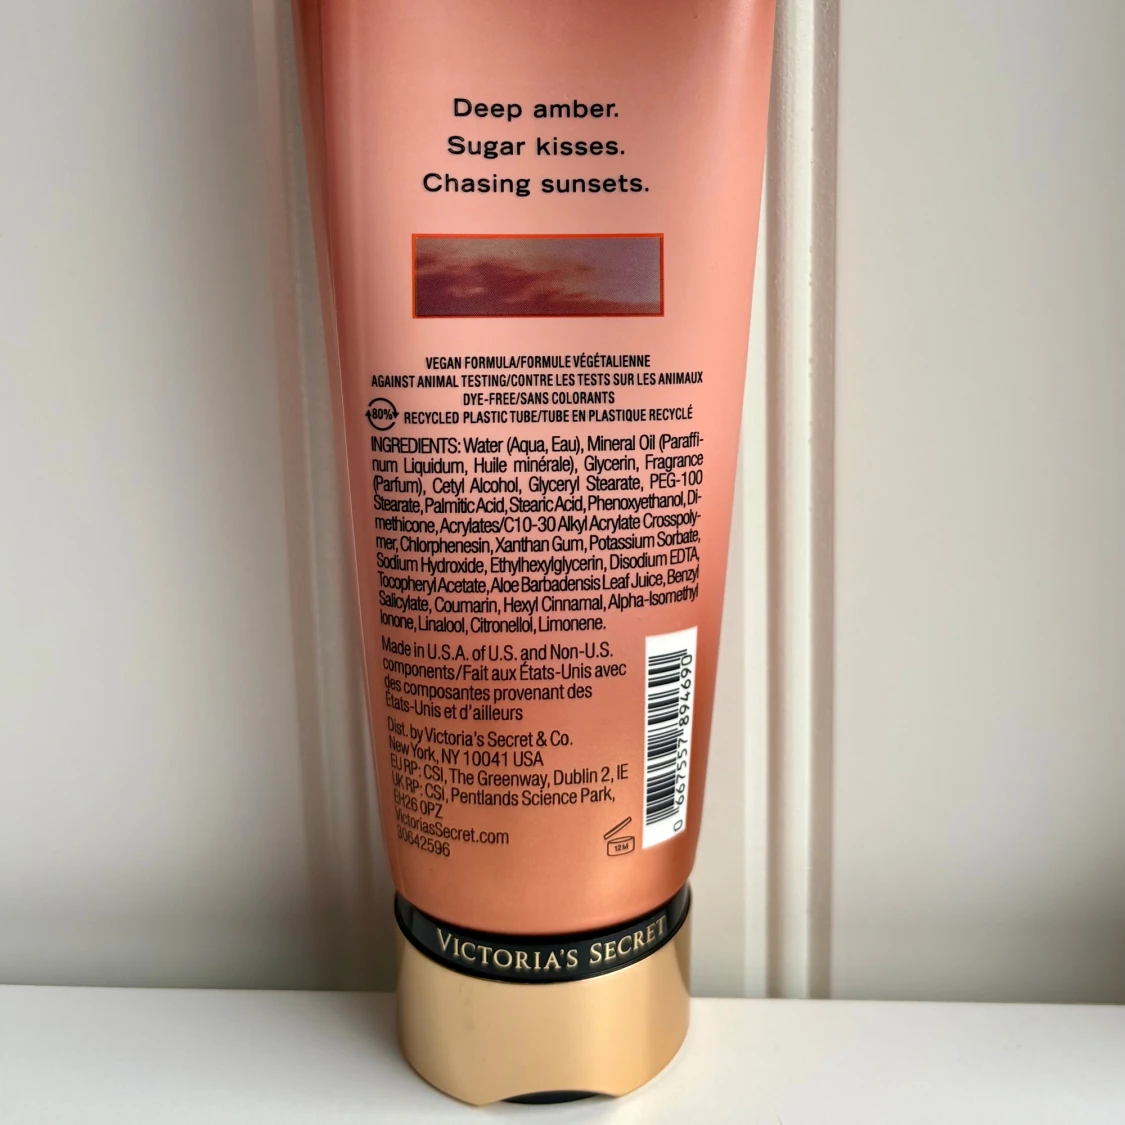 Deep amber.
Sugar kisses.
Chasing sunsets.
VEGAN FORMULA/FORMULE VÉGÉTALIENNE
AGAINST ANIMAL TESTING/CONTRE LES TESTS SUR LES ANIMAUX
DYE-FREE/SANS COLORANTS
80% RECYCLED PLASTIC TUBE/TUBE EN PLASTIQUE RECYCLÉ
INGREDIENTS: Water (Aqua, Eau), Mineral Oil (Paraffi-
num Liquidum, Huile minérale), Glycerin, Fragrance
(Parfum), Cetyl Alcohol, Glyceryl Stearate, PEG-100
Stearate, Palmitic Acid, Stearic Acid, Phenoxyethanol, Di-
methicone, Acrylates/C10-30 Alkyl Acrylate Crosspoly-
mer, Chlorphenesin, Xanthan Gum, Potassium Sorbate,
Sodium Hydroxide, Ethylhexylglycerin, Disodium EDTA,
Tocopheryl Acetate, Aloe Barbadensis Leaf Juice, Benzyl
Salicylate, Coumarin, Hexyl Cinnamal, Alpha-Isomethyl
Ionone, Linalool, Citronellol, Limonene.
Made in U.S.A. of U.S. and Non-U.S.
components/Fait aux États-Unis avec
des composantes provenant des
États-Unis et d'ailleurs
Dist. by Victoria's Secret & Co.
New York, NY 10041 USA
EU RP: CSI, The Greenway, Dublin 2, IE
UK RP: CSI, Pentlands Science Park,
EH26 0PZ
VictoriasSecret.com
30642596
12M
0 667557 894690
VICTORIA'S SECRET